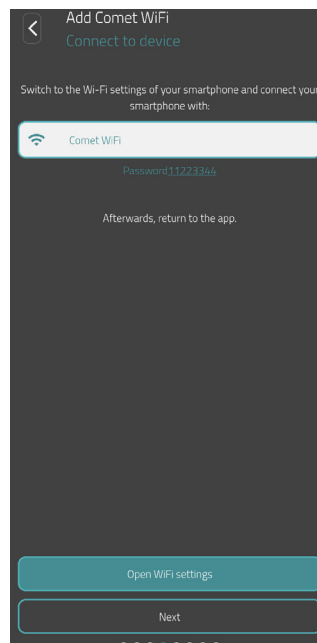 Add Comet WiFi
Connect to device
Switch to the Wi-Fi settings of your smartphone and connect your
smartphone with:
Comet WiFi
Password 11223344
Afterwards, return to the app.
Open WiFi settings
Next